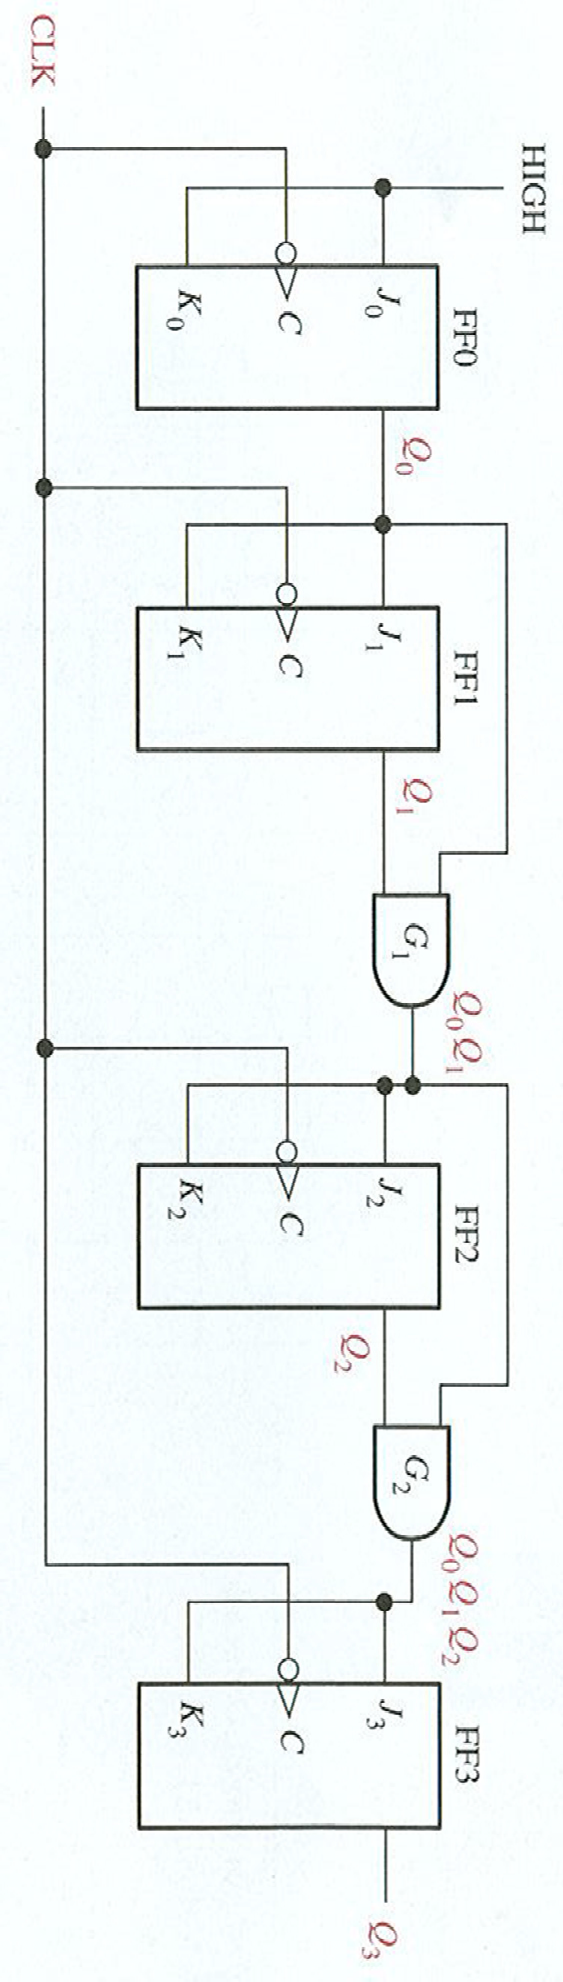 HIGH
FF0
FF1
FF2
FF3
J₀
Q₀
J₁
Q₁
G₁
Q₀Q₁
J₂
Q₂
G₂
Q₀Q₁Q₂
J₃
Q₃
C
C
C
C
K₀
K₁
K₂
K₃
CLK